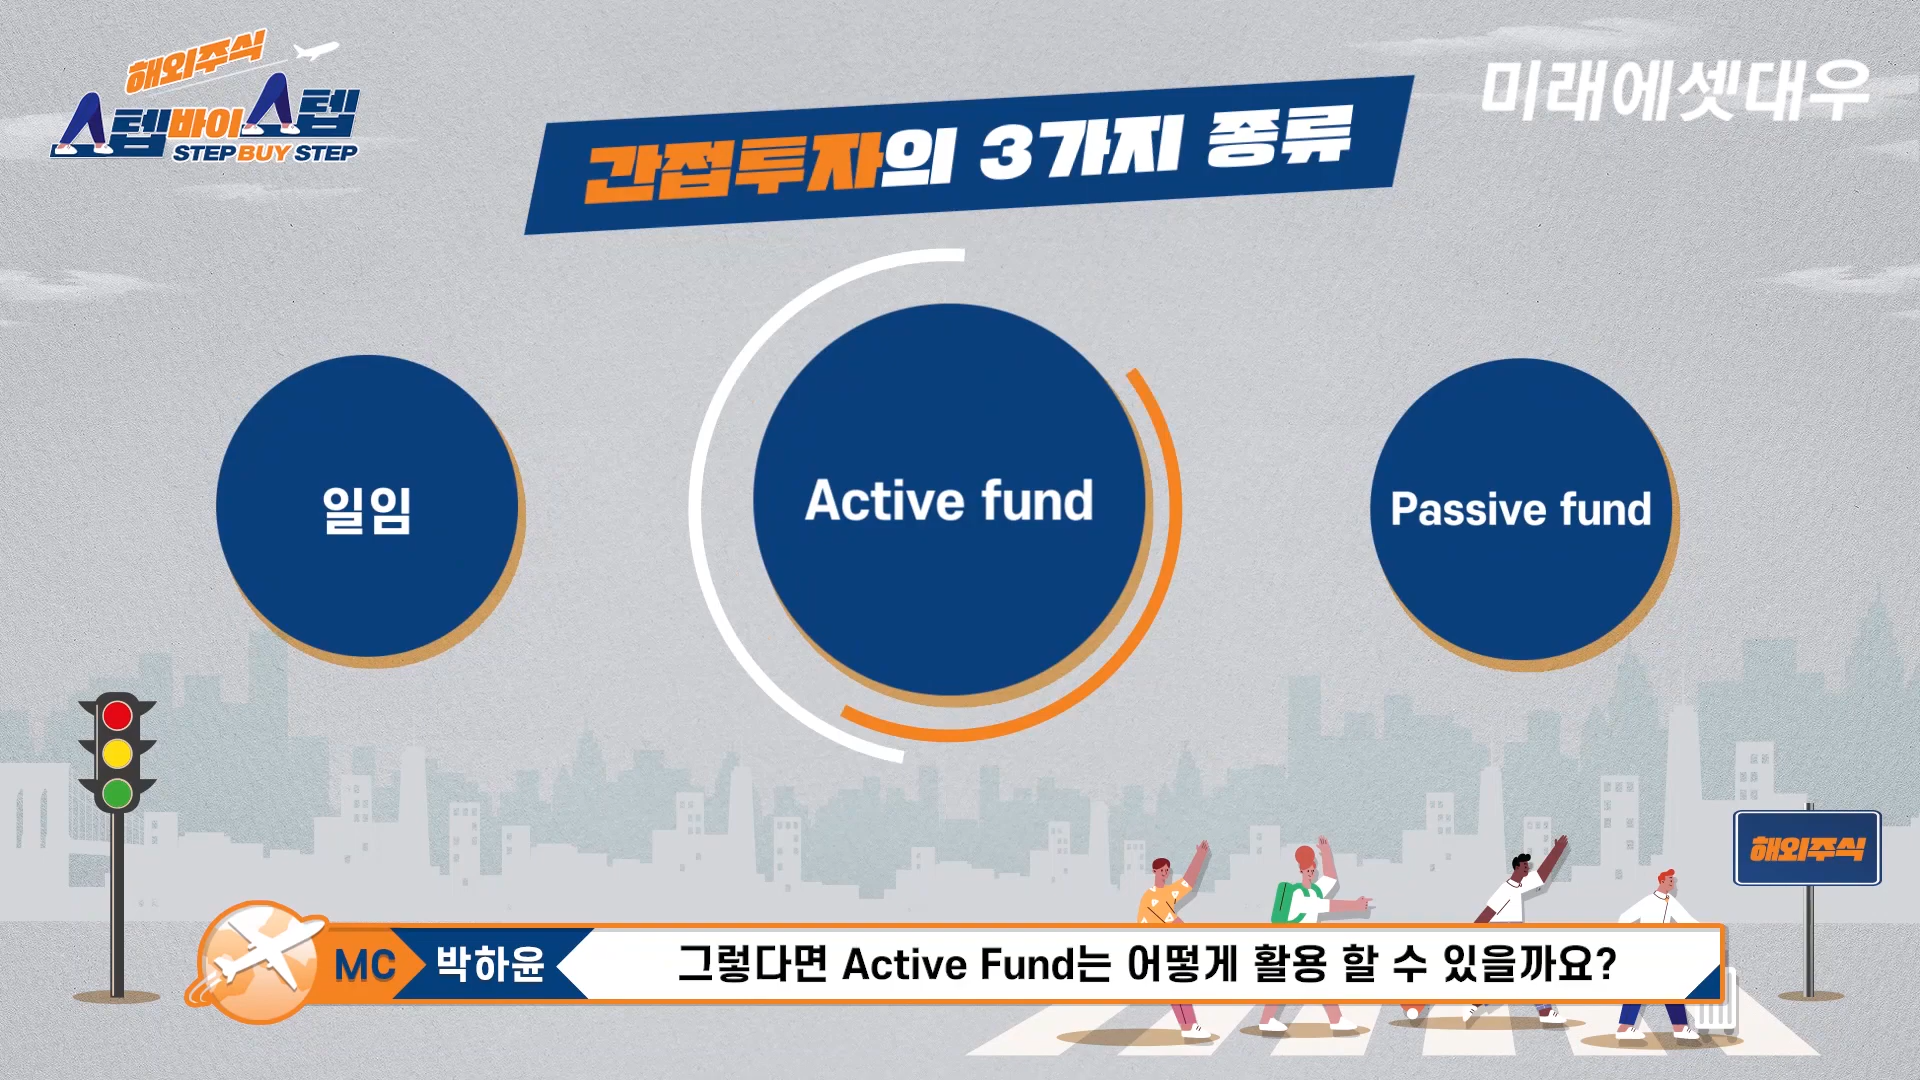 해외주식
스텝바이스텝
STEP BUY STEP
미래에셋대우
간접투자의 3가지 종류
일임
Active fund
Passive fund
해외주식
MC 박하윤
그렇다면 Active Fund는 어떻게 활용 할 수 있을까요?